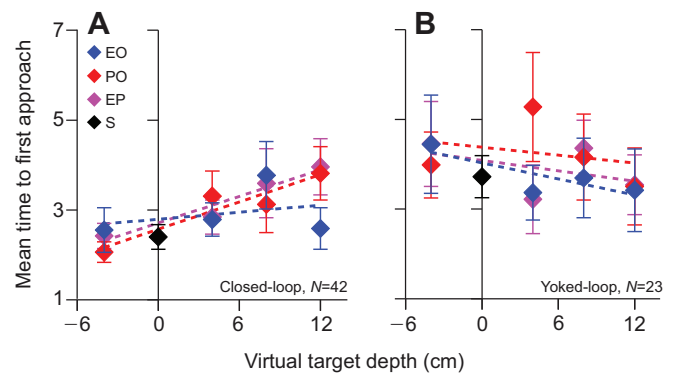 A
B
7
5
3
1
Mean time to first approach
EO
PO
EP
S
Closed-loop, N=42
Yoked-loop, N=23
−6 0 6 12
−6 0 6 12
Virtual target depth (cm)